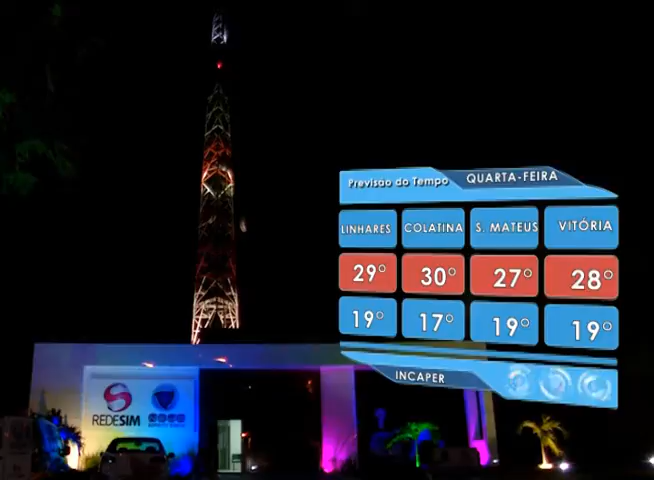 Previsão do Tempo QUARTA-FEIRA
LINHARES COLATINA S. MATEUS VITÓRIA
29° 30° 27° 28°
19° 17° 19° 19°
INCAPER
REDESIM